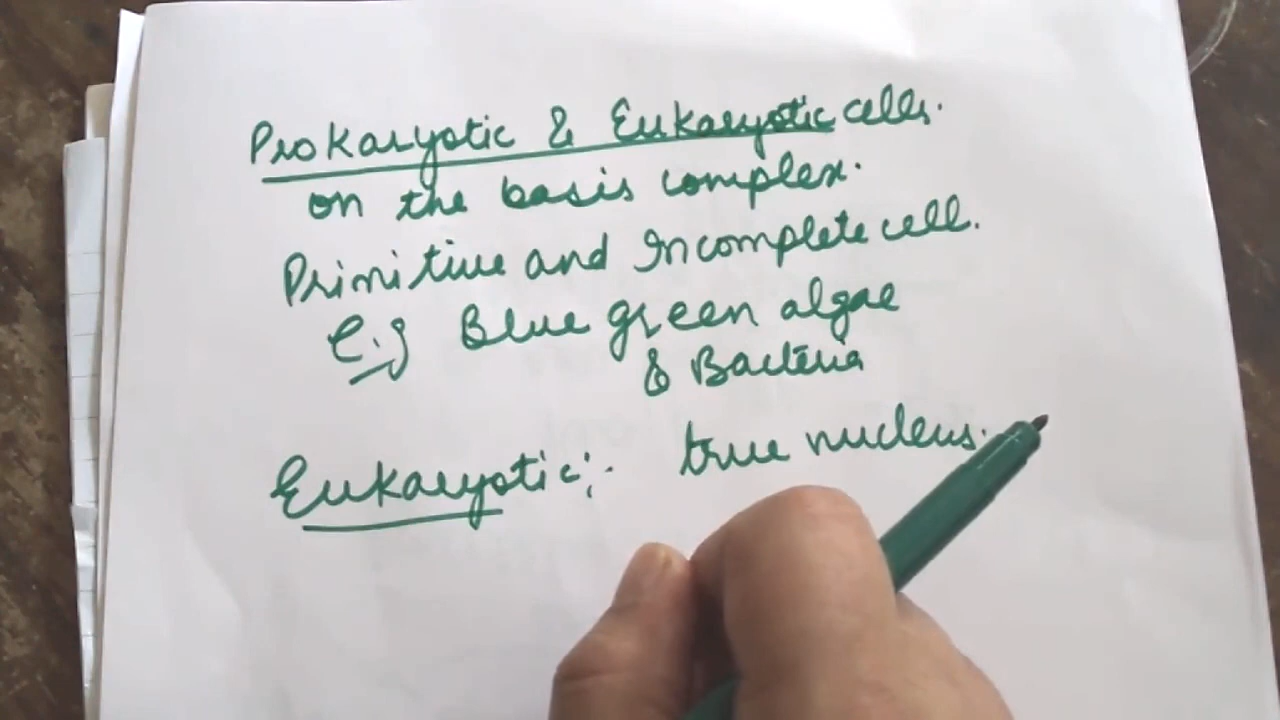 Prokaryotic & Eukaryotic cells.
on the basis complex.
Primitive and Incomplete cell.
e.g Blue green algae
& Bacteria
Eukaryotic:- true nucleus.